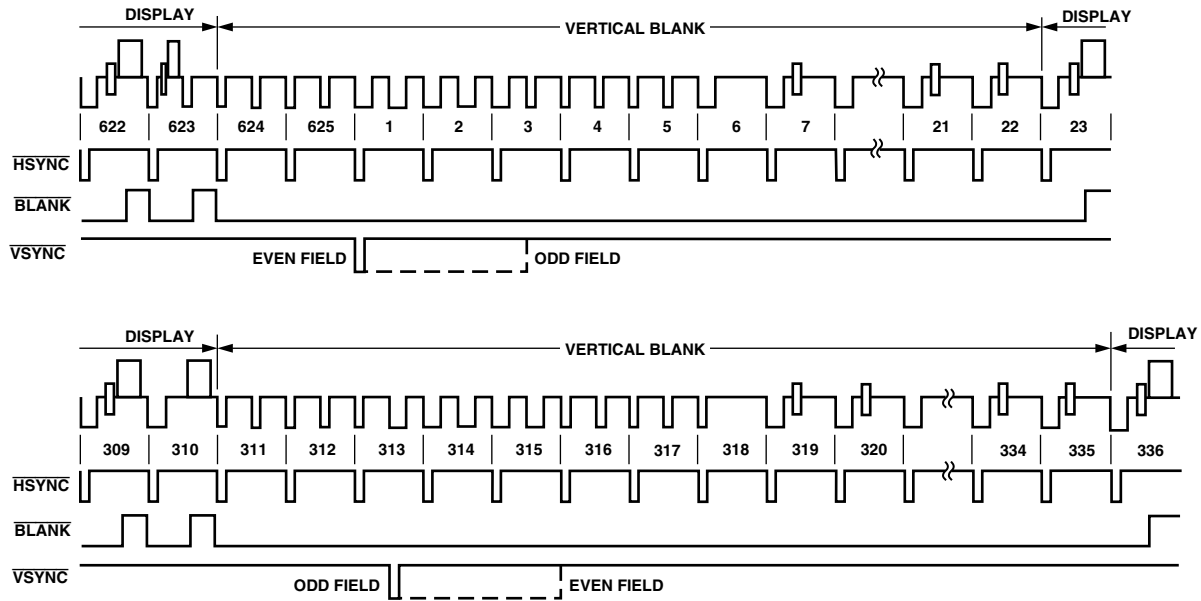 DISPLAY VERTICAL BLANK DISPLAY
622 623 624 625 1 2 3 4 5 6 7 21 22 23
HSYNC
BLANK
VSYNC
EVEN FIELD ODD FIELD
DISPLAY VERTICAL BLANK DISPLAY
309 310 311 312 313 314 315 316 317 318 319 320 334 335 336
HSYNC
BLANK
VSYNC
ODD FIELD EVEN FIELD